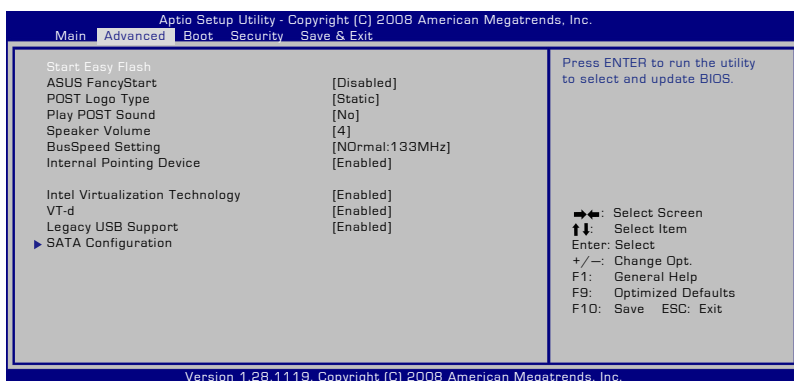 Aptio Setup Utility - Copyright (C) 2008 American Megatrends, Inc.
Main Advanced Boot Security Save & Exit
Start Easy Flash
ASUS FancyStart [Disabled]
POST Logo Type [Static]
Play POST Sound [No]
Speaker Volume [4]
BusSpeed Setting [N0rmal:133MHz]
Internal Pointing Device [Enabled]
Intel Virtualization Technology [Enabled]
VT-d [Enabled]
Legacy USB Support [Enabled]
SATA Configuration
Press ENTER to run the utility
to select and update BIOS.
→←: Select Screen
↑↓: Select Item
Enter: Select
+/—: Change Opt.
F1: General Help
F9: Optimized Defaults
F10: Save ESC: Exit
Version 1.28.1119. Copyright (C) 2008 American Megatrends, Inc.